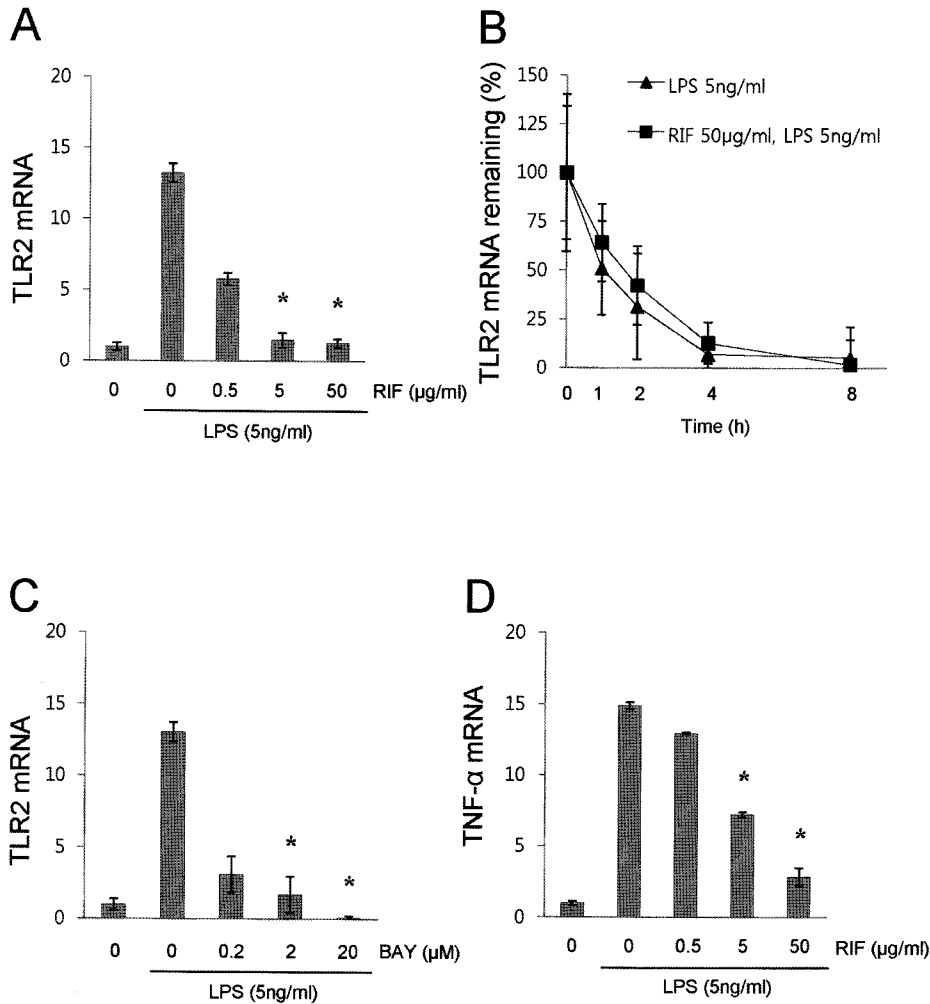 A
TLR2 mRNA
20
15
10
5
0
0 0 0.5 5 50 RIF (µg/ml)
* *
LPS (5ng/ml)
B
TLR2 mRNA remaining (%)
150
125
100
75
50
25
0
LPS 5ng/ml
RIF 50µg/ml, LPS 5ng/ml
0 1 2 4 8
Time (h)
C
TLR2 mRNA
20
15
10
5
0
*
*
0 0 0.2 2 20 BAY (µM)
LPS (5ng/ml)
D
TNF-α mRNA
20
15
10
5
0
*
*
0 0 0.5 5 50 RIF (µg/ml)
LPS (5ng/ml)